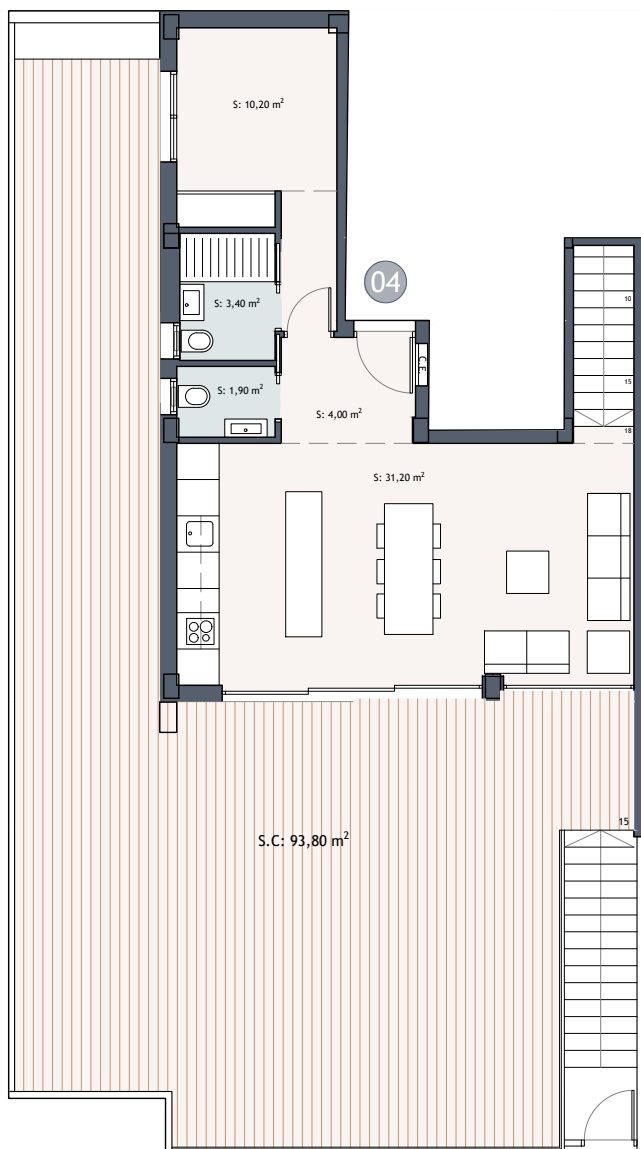 S: 10,20 m²
04
10
S: 3,40 m²
C.F.
15
S: 1,90 m²
S: 4,00 m²
18
S: 31,20 m²
15
S.C: 93,80 m²